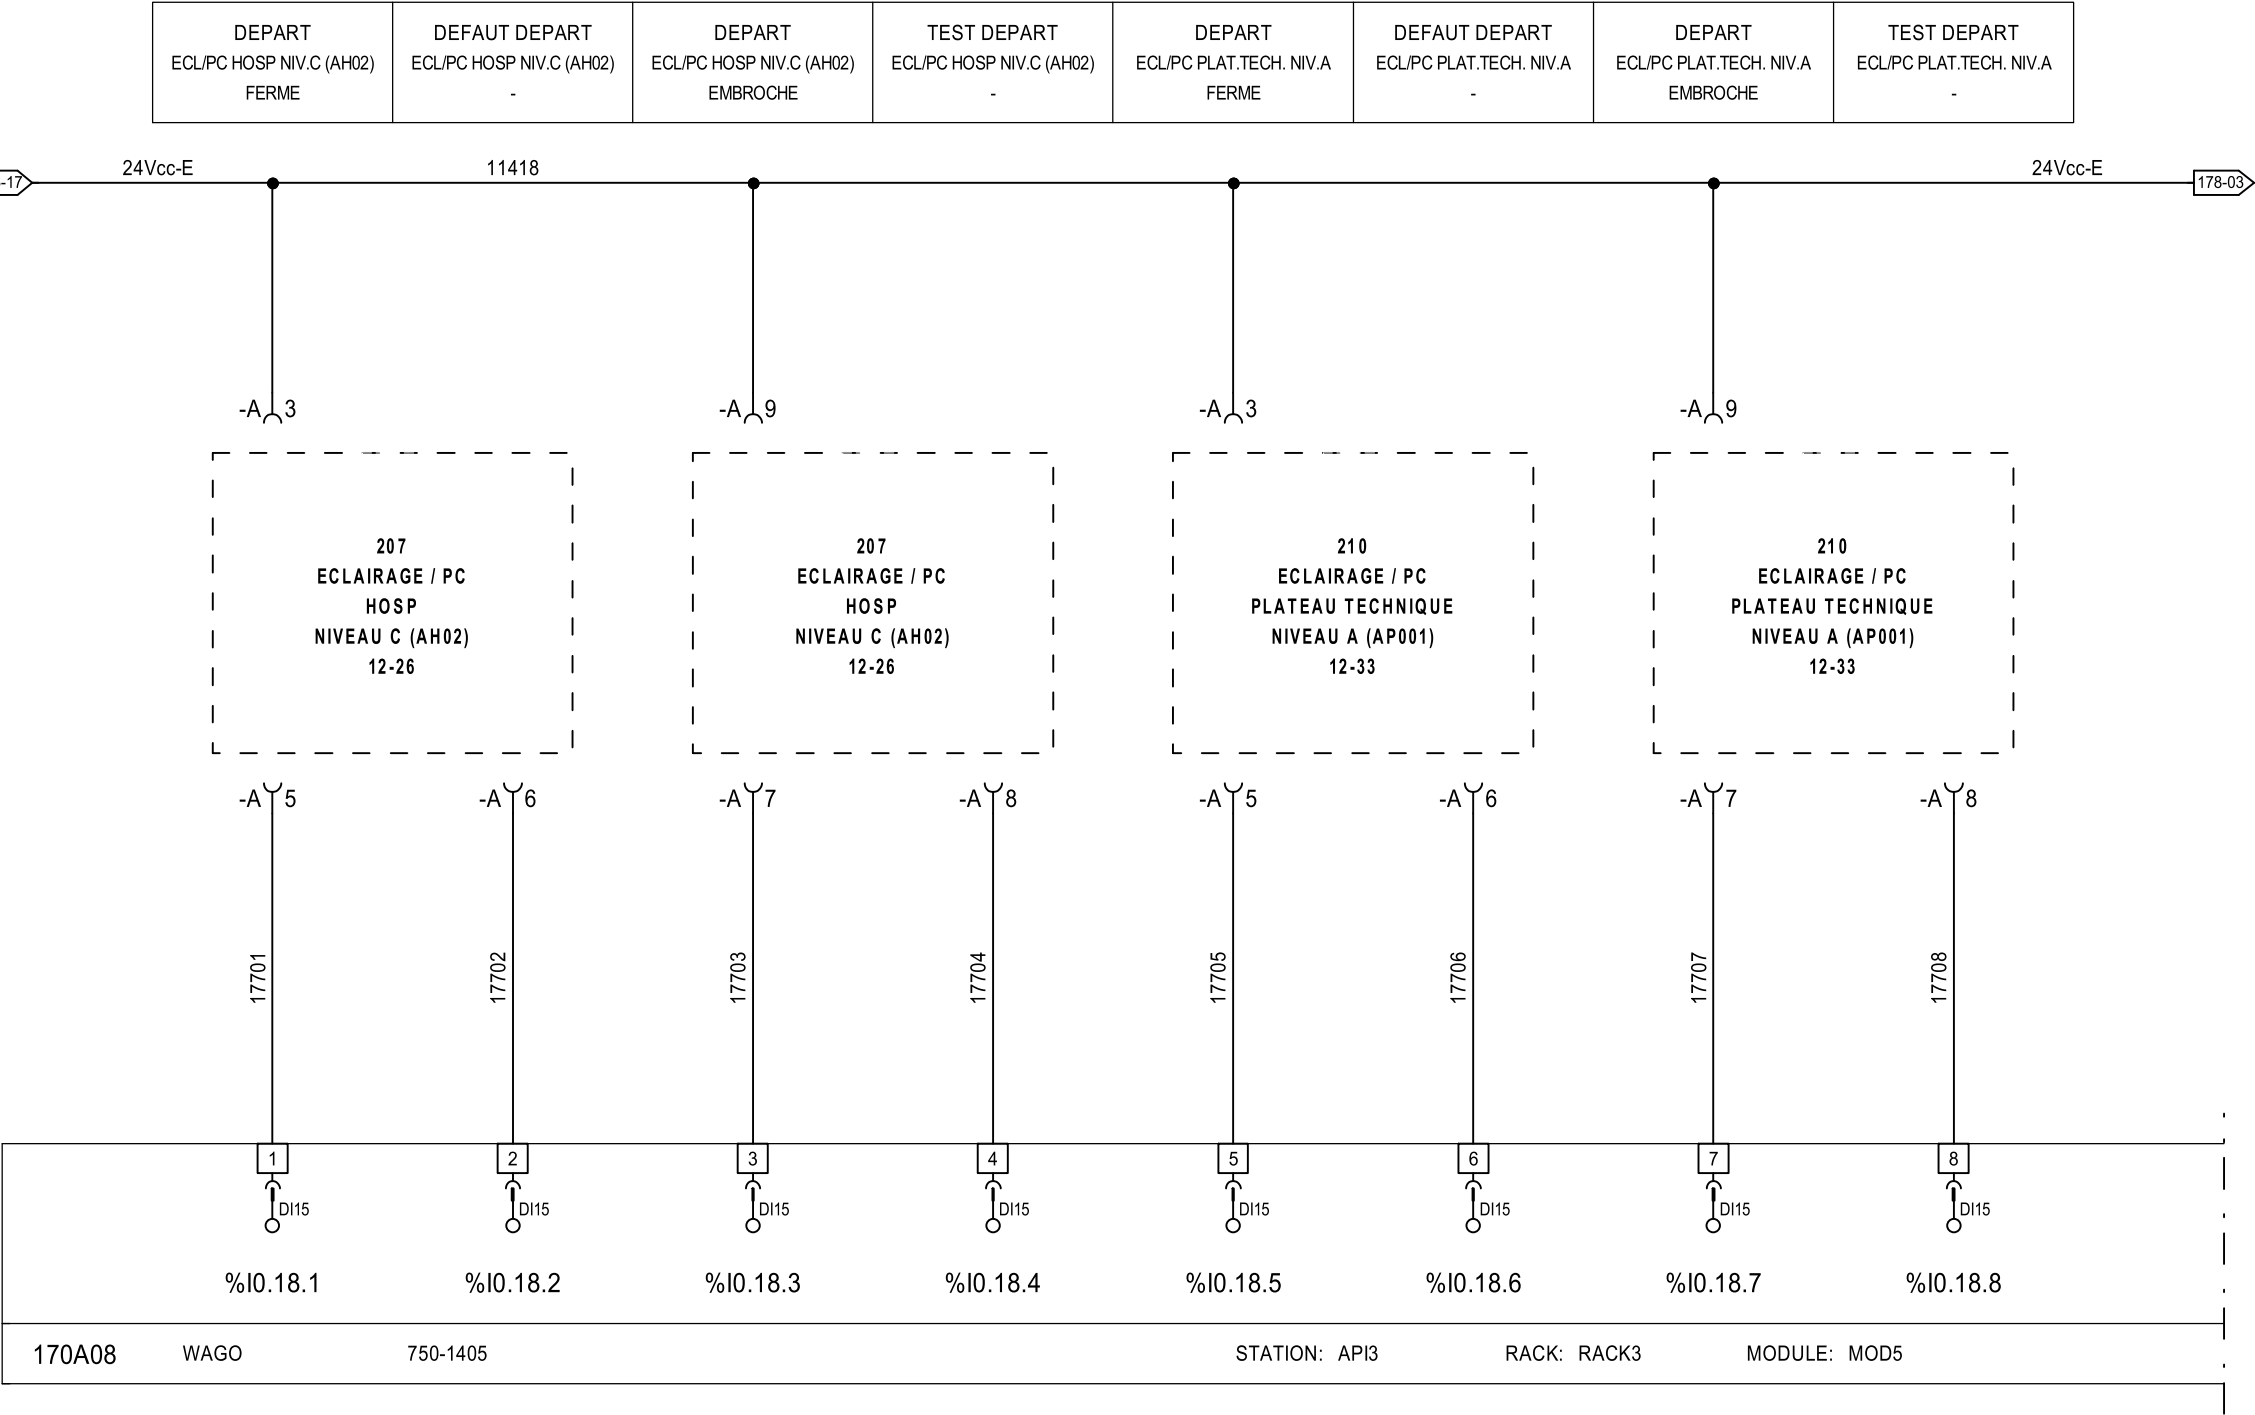 DEPART
ECL/PC HOSP NIV.C (AH02)
FERME
DEFAUT DEPART
ECL/PC HOSP NIV.C (AH02)
-
DEPART
ECL/PC HOSP NIV.C (AH02)
EMBROCHE
TEST DEPART
ECL/PC HOSP NIV.C (AH02)
-
DEPART
ECL/PC PLAT.TECH. NIV.A
FERME
DEFAUT DEPART
ECL/PC PLAT.TECH. NIV.A
-
DEPART
ECL/PC PLAT.TECH. NIV.A
EMBROCHE
TEST DEPART
ECL/PC PLAT.TECH. NIV.A
-
-17 24Vcc-E 11418 24Vcc-E 178-03
-A 3 -A 9 -A 3 -A 9
207
ECLAIRAGE / PC
HOSP
NIVEAU C (AH02)
12-26
207
ECLAIRAGE / PC
HOSP
NIVEAU C (AH02)
12-26
210
ECLAIRAGE / PC
PLATEAU TECHNIQUE
NIVEAU A (AP001)
12-33
210
ECLAIRAGE / PC
PLATEAU TECHNIQUE
NIVEAU A (AP001)
12-33
-A 5 -A 6 -A 7 -A 8 -A 5 -A 6 -A 7 -A 8
17701 17702 17703 17704 17705 17706 17707 17708
1 2 3 4 5 6 7 8
DI15 DI15 DI15 DI15 DI15 DI15 DI15 DI15
%I0.18.1 %I0.18.2 %I0.18.3 %I0.18.4 %I0.18.5 %I0.18.6 %I0.18.7 %I0.18.8
170A08 WAGO 750-1405 STATION: API3 RACK: RACK3 MODULE: MOD5